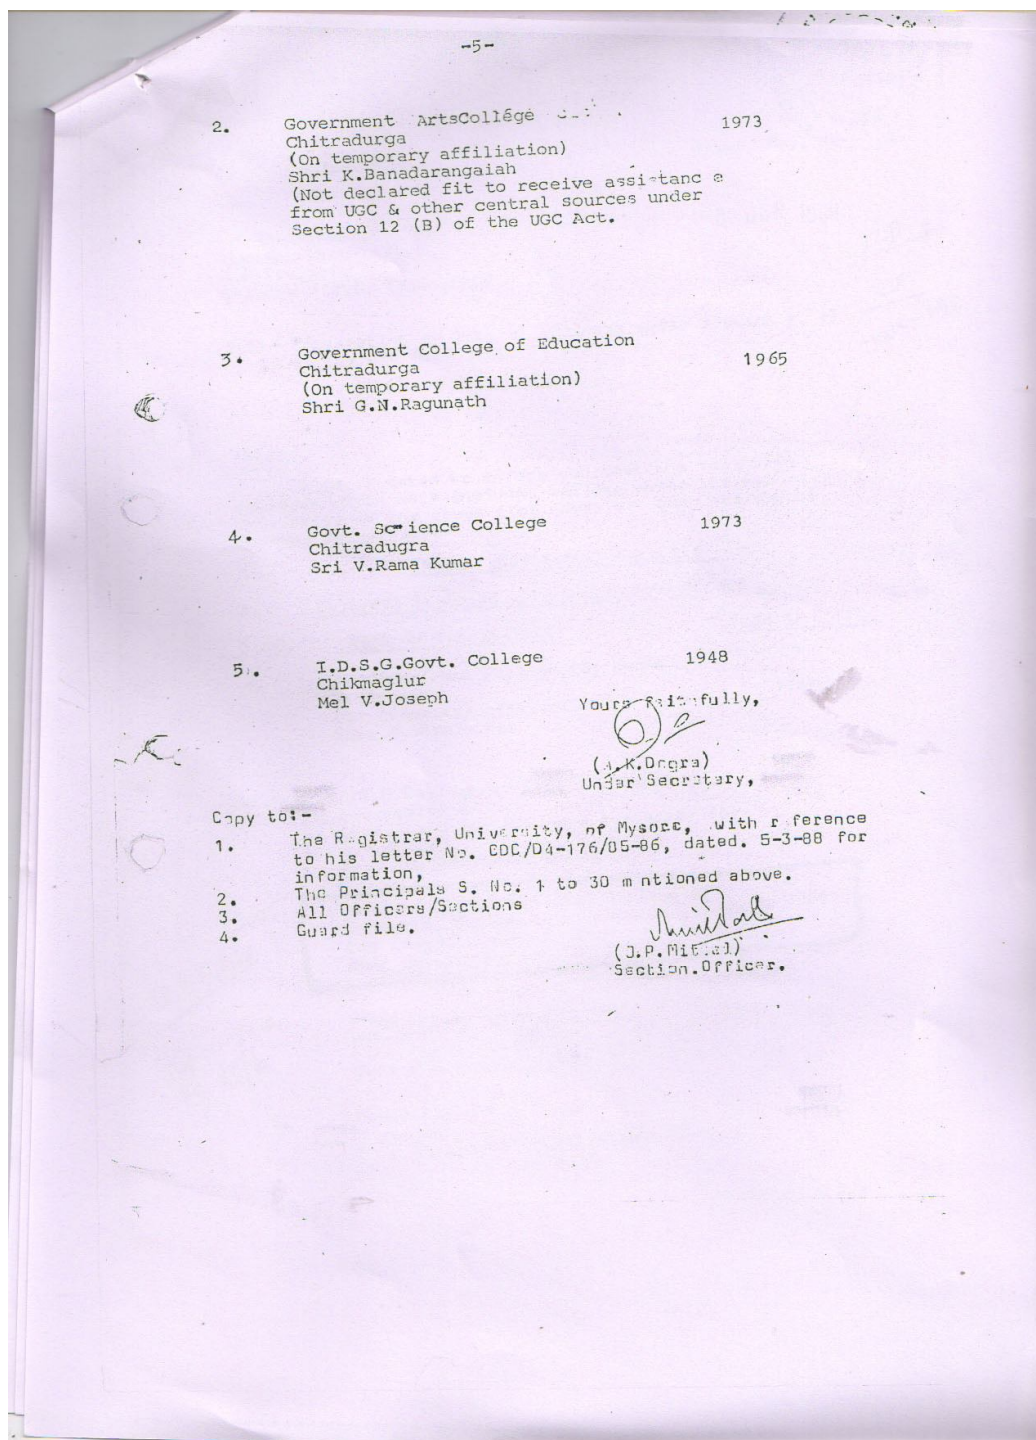 -5-
2. Government ArtsCollege 1973
Chitradurga
(On temporary affiliation)
Shri K.Banadarangaiah
(Not declared fit to receive assistance
from UGC & other central sources under
Section 12 (B) of the UGC Act.
3. Government College of Education 1965
Chitradurga
(On temporary affiliation)
Shri G.N.Ragunath
4. Govt. Science College 1973
Chitradugra
Sri V.Rama Kumar
5. I.D.S.G.Govt. College 1948
Chikmaglur
Mel V.Joseph
Yours faithfully,
(A.K.Dogra)
Under Secretary,
Copy to:-
1. The Registrar, University, of Mysore, with reference
to his letter No. CDC/D4-176/85-86, dated. 5-3-88 for
information,
2. The Principals S. No. 1 to 30 mentioned above.
3. All Officers/Sections
4. Guard file.
(J.P.Mittal)
Section.Officer.